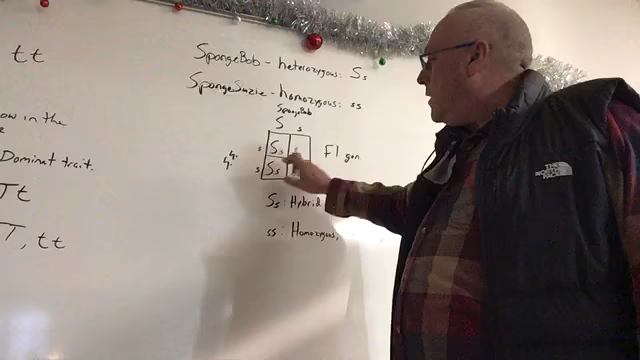 tt
SpongeBob - heterozygous: Ss
SpongeSuzie - homozygous: ss
ow in the
Dominat trait.
Tt
T, tt
SpongeBob
S s
s Ss s
s Ss
F1 gen.
Ss: Hybrid
ss: Homozygous,
THE
NORTH
FACE